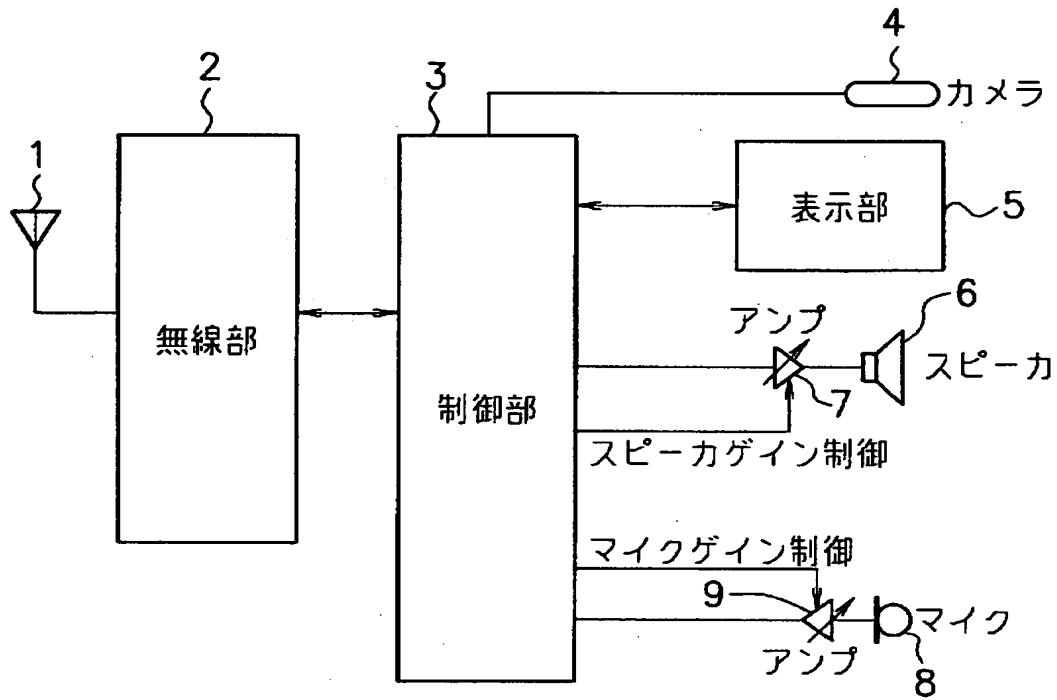 4
カメラ
2
3
1
表示部
5
無線部
制御部
アンプ
6
スピーカ
7
スピーカゲイン制御
マイクゲイン制御
9
マイク
アンプ
8